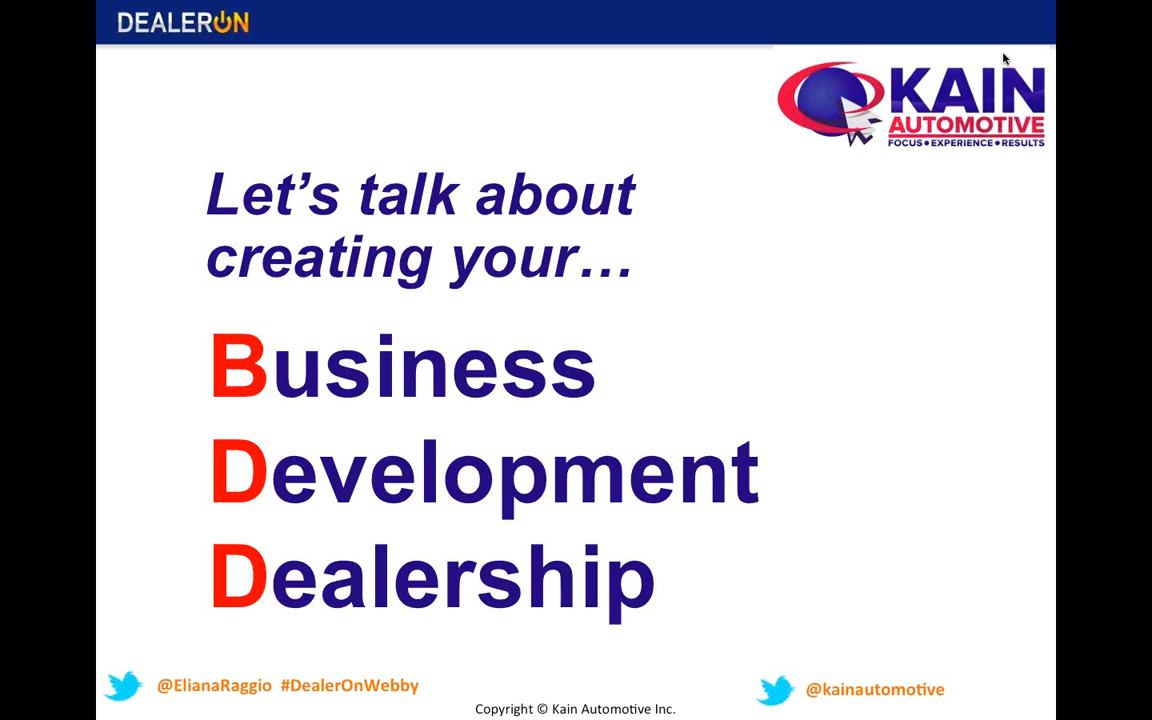 DEALERON
KAIN
AUTOMOTIVE
FOCUS • EXPERIENCE • RESULTS
Let’s talk about
creating your…
Business
Development
Dealership
@ElianaRaggio #DealerOnWebby
@kainautomotive
Copyright © Kain Automotive Inc.